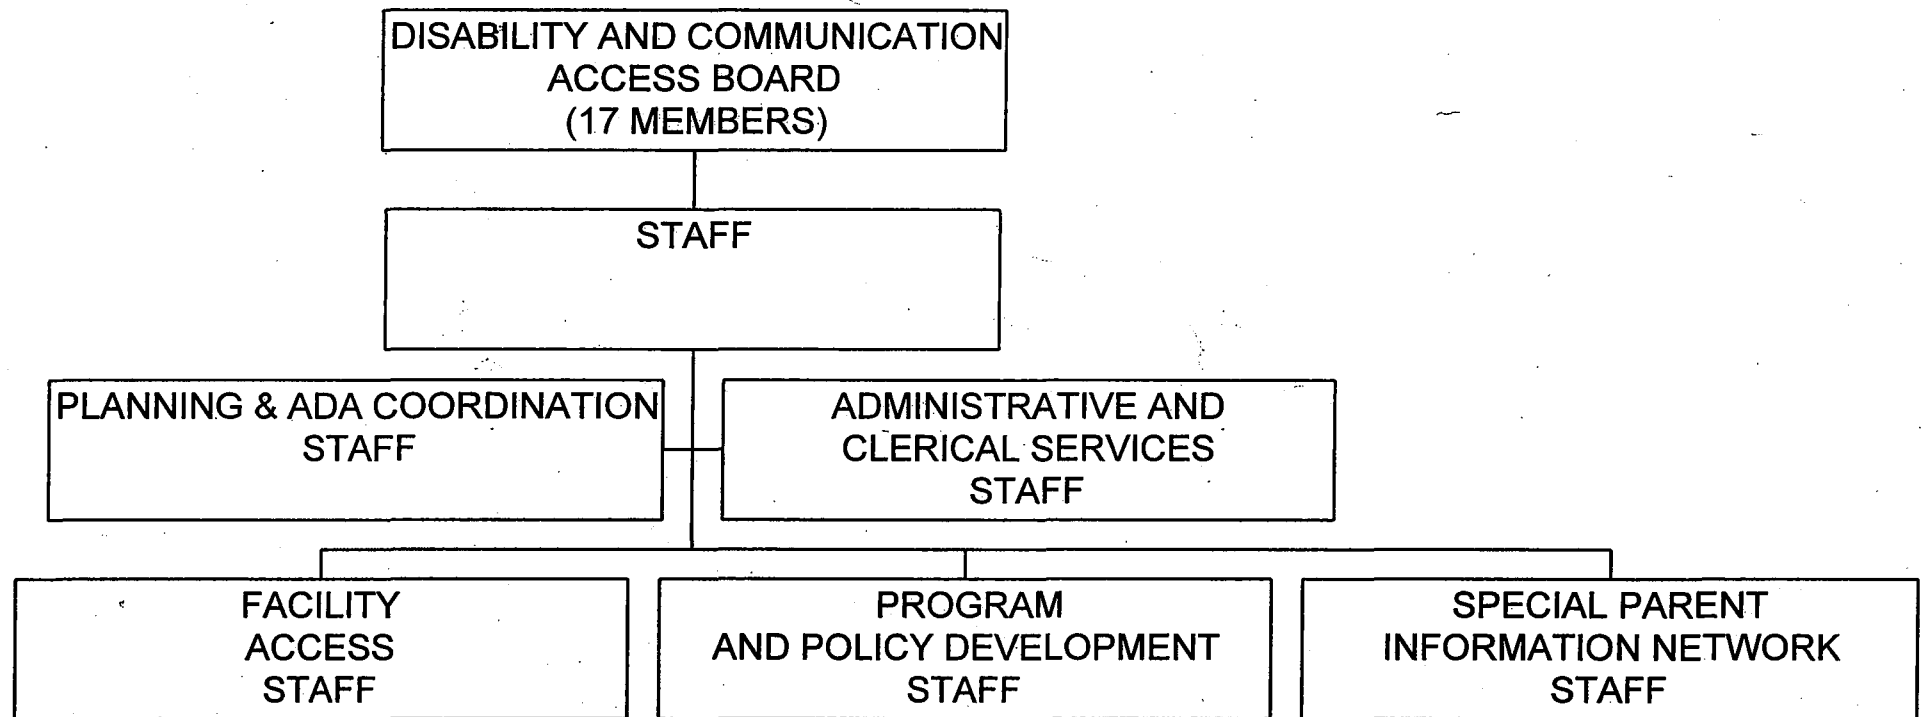 DISABILITY AND COMMUNICATION
ACCESS BOARD
(17 MEMBERS)
STAFF
PLANNING & ADA COORDINATION
STAFF
ADMINISTRATIVE AND
CLERICAL SERVICES
STAFF
FACILITY
ACCESS
STAFF
PROGRAM
AND POLICY DEVELOPMENT
STAFF
SPECIAL PARENT
INFORMATION NETWORK
STAFF